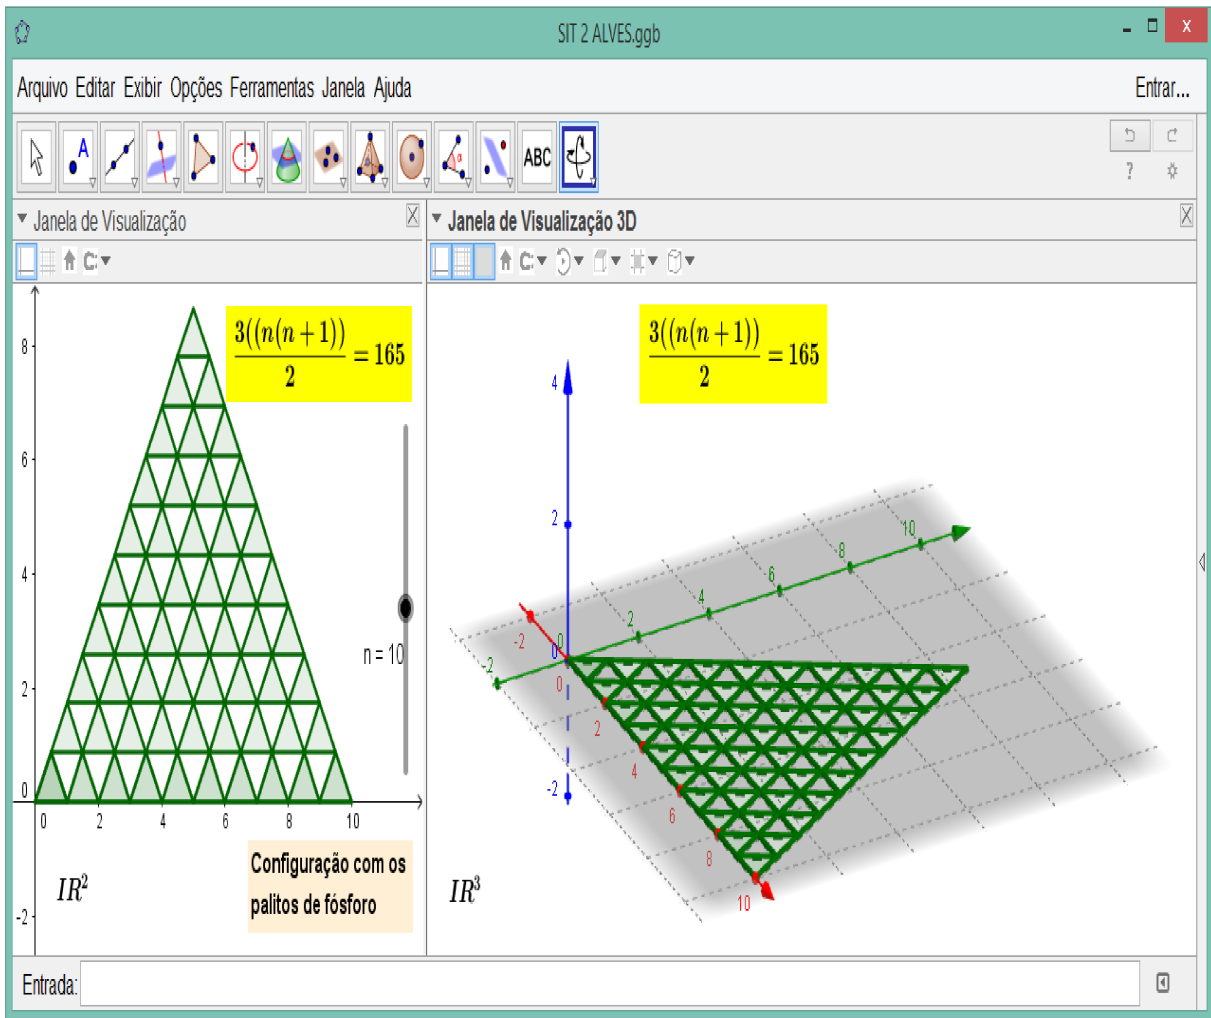 SIT 2 ALVES.ggb
Arquivo Editar Exibir Opções Ferramentas Janela Ajuda
Entrar...
A
α
ABC
?
Janela de Visualização
Janela de Visualização 3D
3((n(n + 1))
2
= 165
8
6
4
2
0
-2
0 2 4 6 8 10
n = 10
Configuração com os
palitos de fósforo
IR²
3((n(n + 1))
2
= 165
4
2
0
-2
-2
0
2
4
6
8
10
-2
0
2
4
6
8
10
IR³
Entrada: